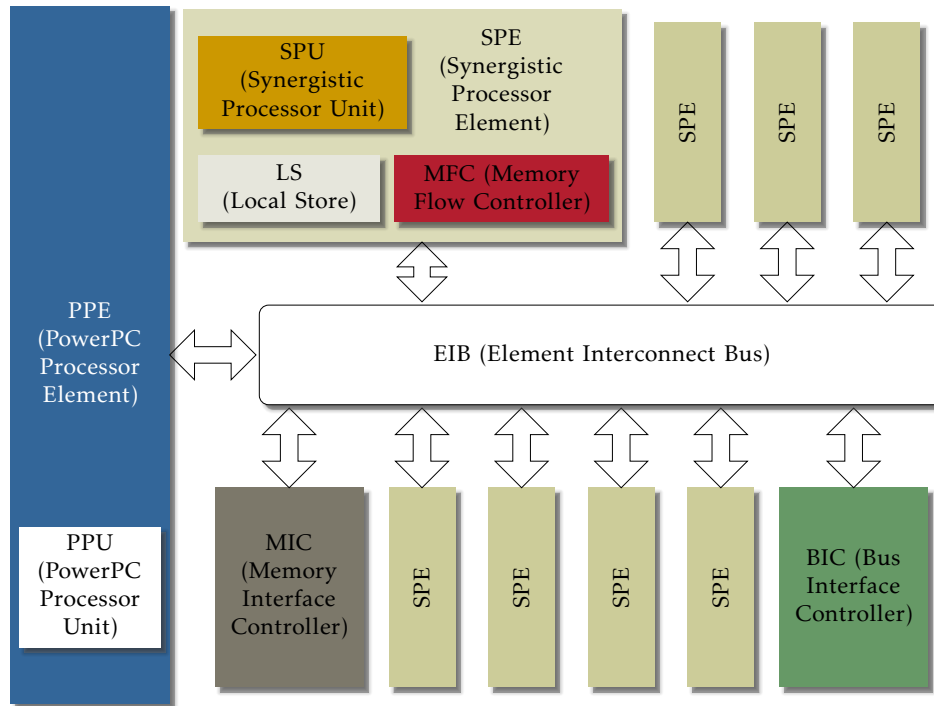 SPU
(Synergistic
Processor Unit)
SPE
(Synergistic
Processor
Element)
LS
(Local Store)
MFC (Memory
Flow Controller)
SPE
SPE
SPE
PPE
(PowerPC
Processor
Element)
EIB (Element Interconnect Bus)
PPU
(PowerPC
Processor
Unit)
MIC
(Memory
Interface
Controller)
SPE
SPE
SPE
SPE
BIC (Bus
Interface
Controller)